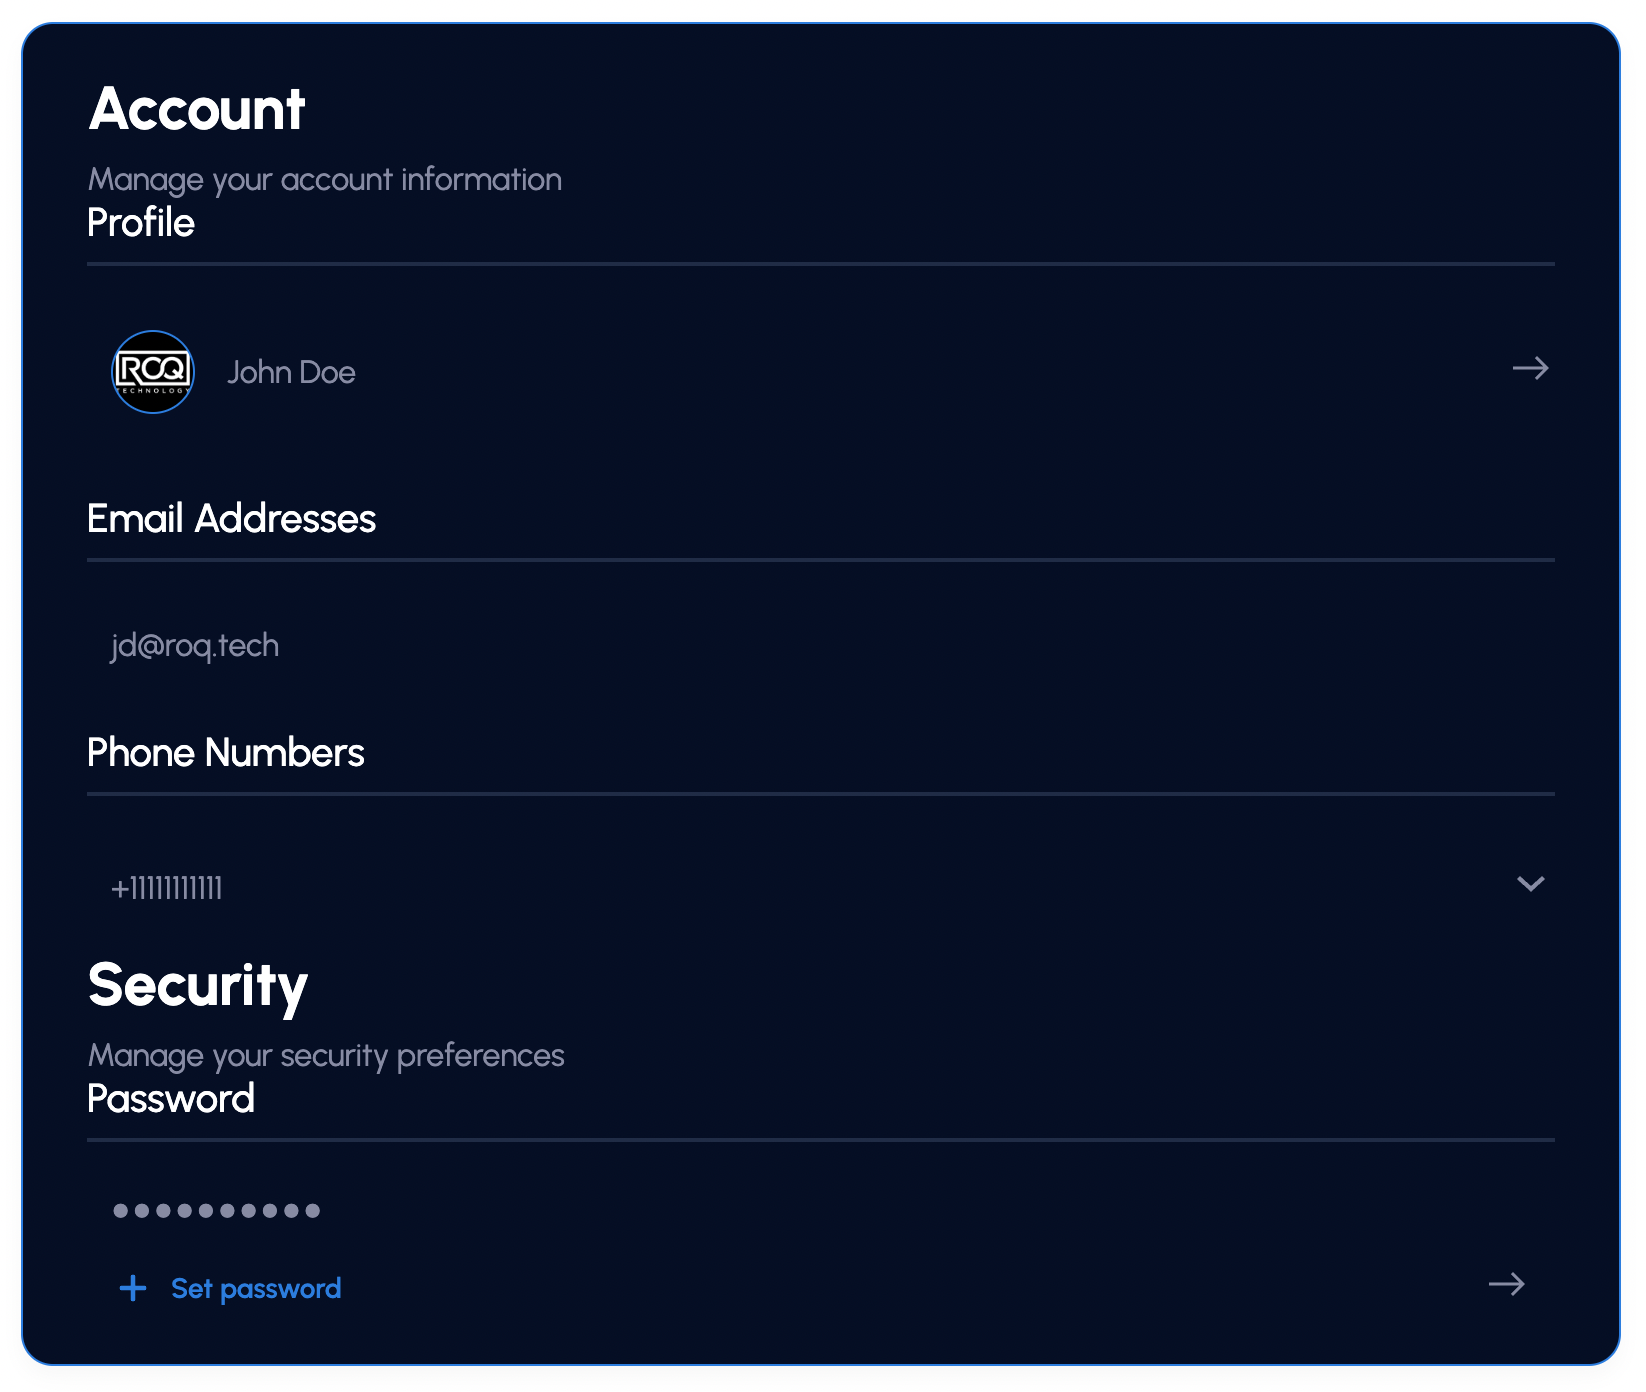 Account
Manage your account information
Profile
ROQ
TECHNOLOGY
John Doe
Email Addresses
jd@roq.tech
Phone Numbers
+11111111111
Security
Manage your security preferences
Password
••••••••••
Set password